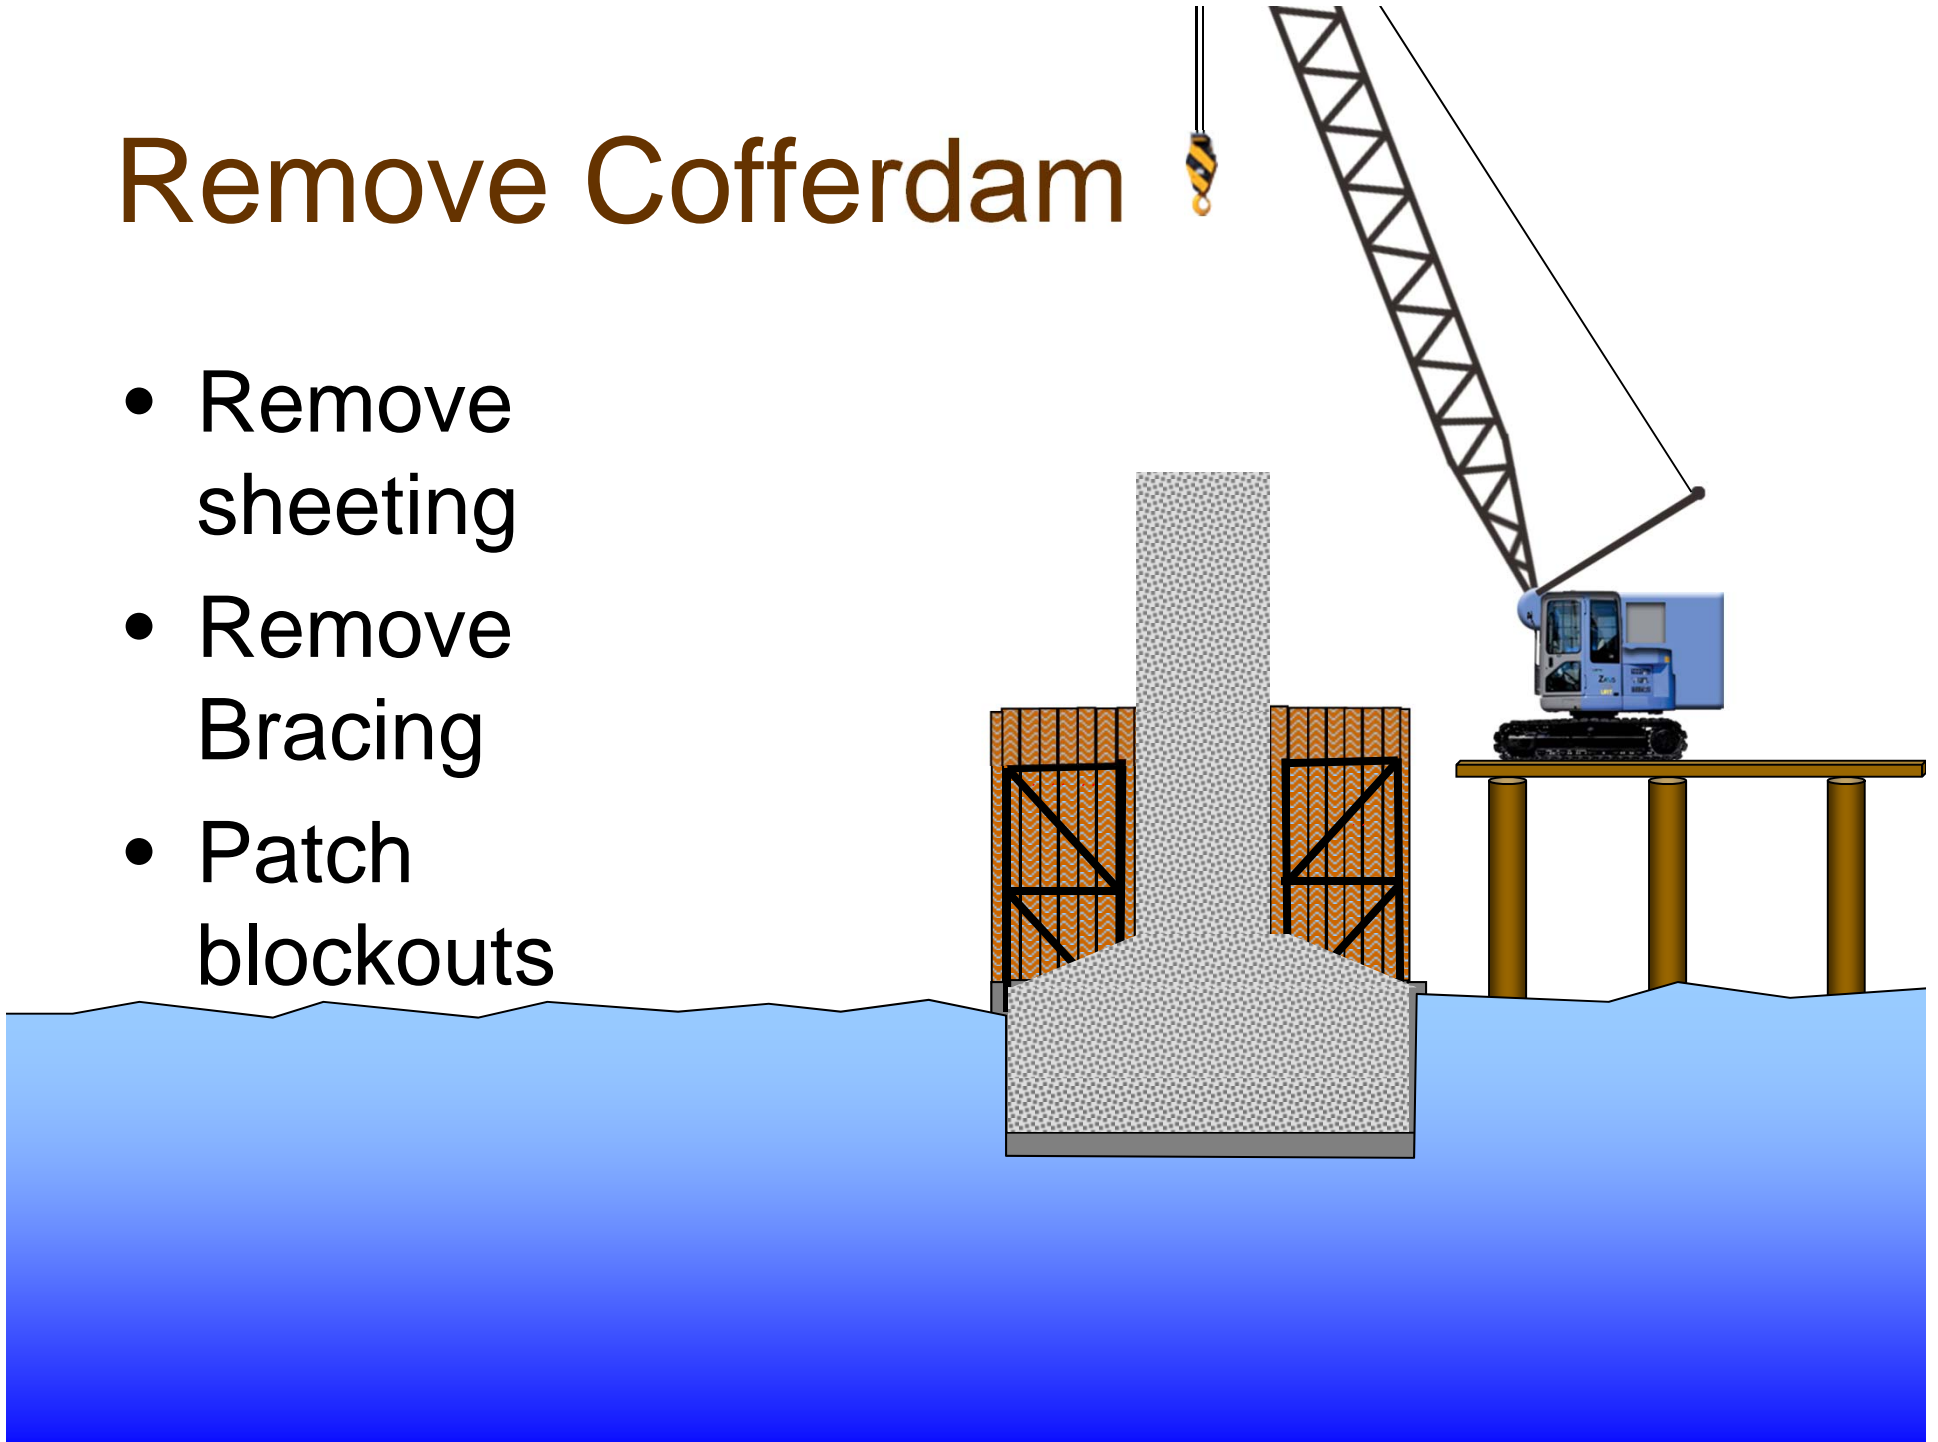 Remove Cofferdam
• Remove
sheeting
• Remove
Bracing
• Patch
blockouts